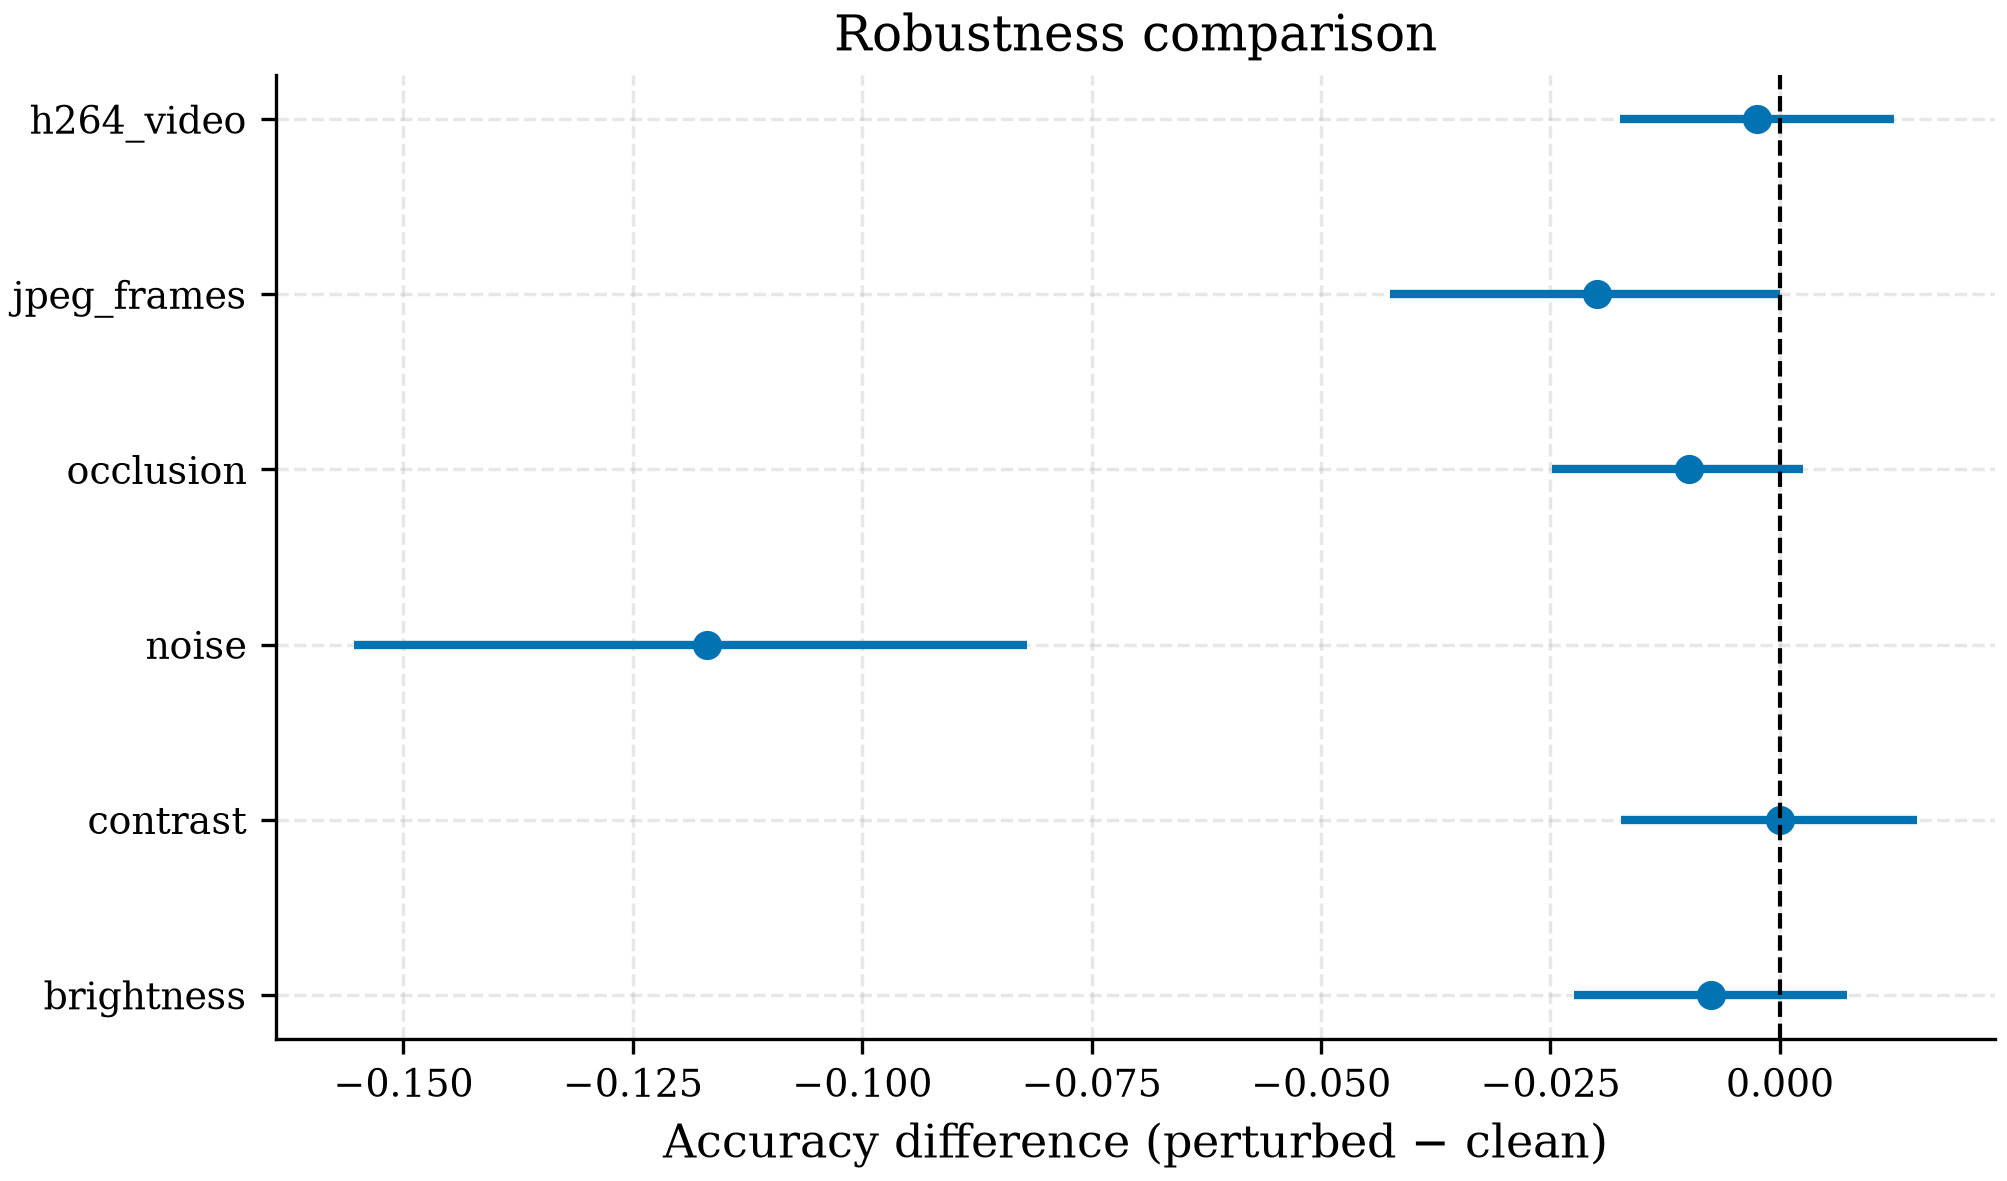 Robustness comparison
h264_video
jpeg_frames
occlusion
noise
contrast
brightness
−0.150 −0.125 −0.100 −0.075 −0.050 −0.025 0.000
Accuracy difference (perturbed − clean)